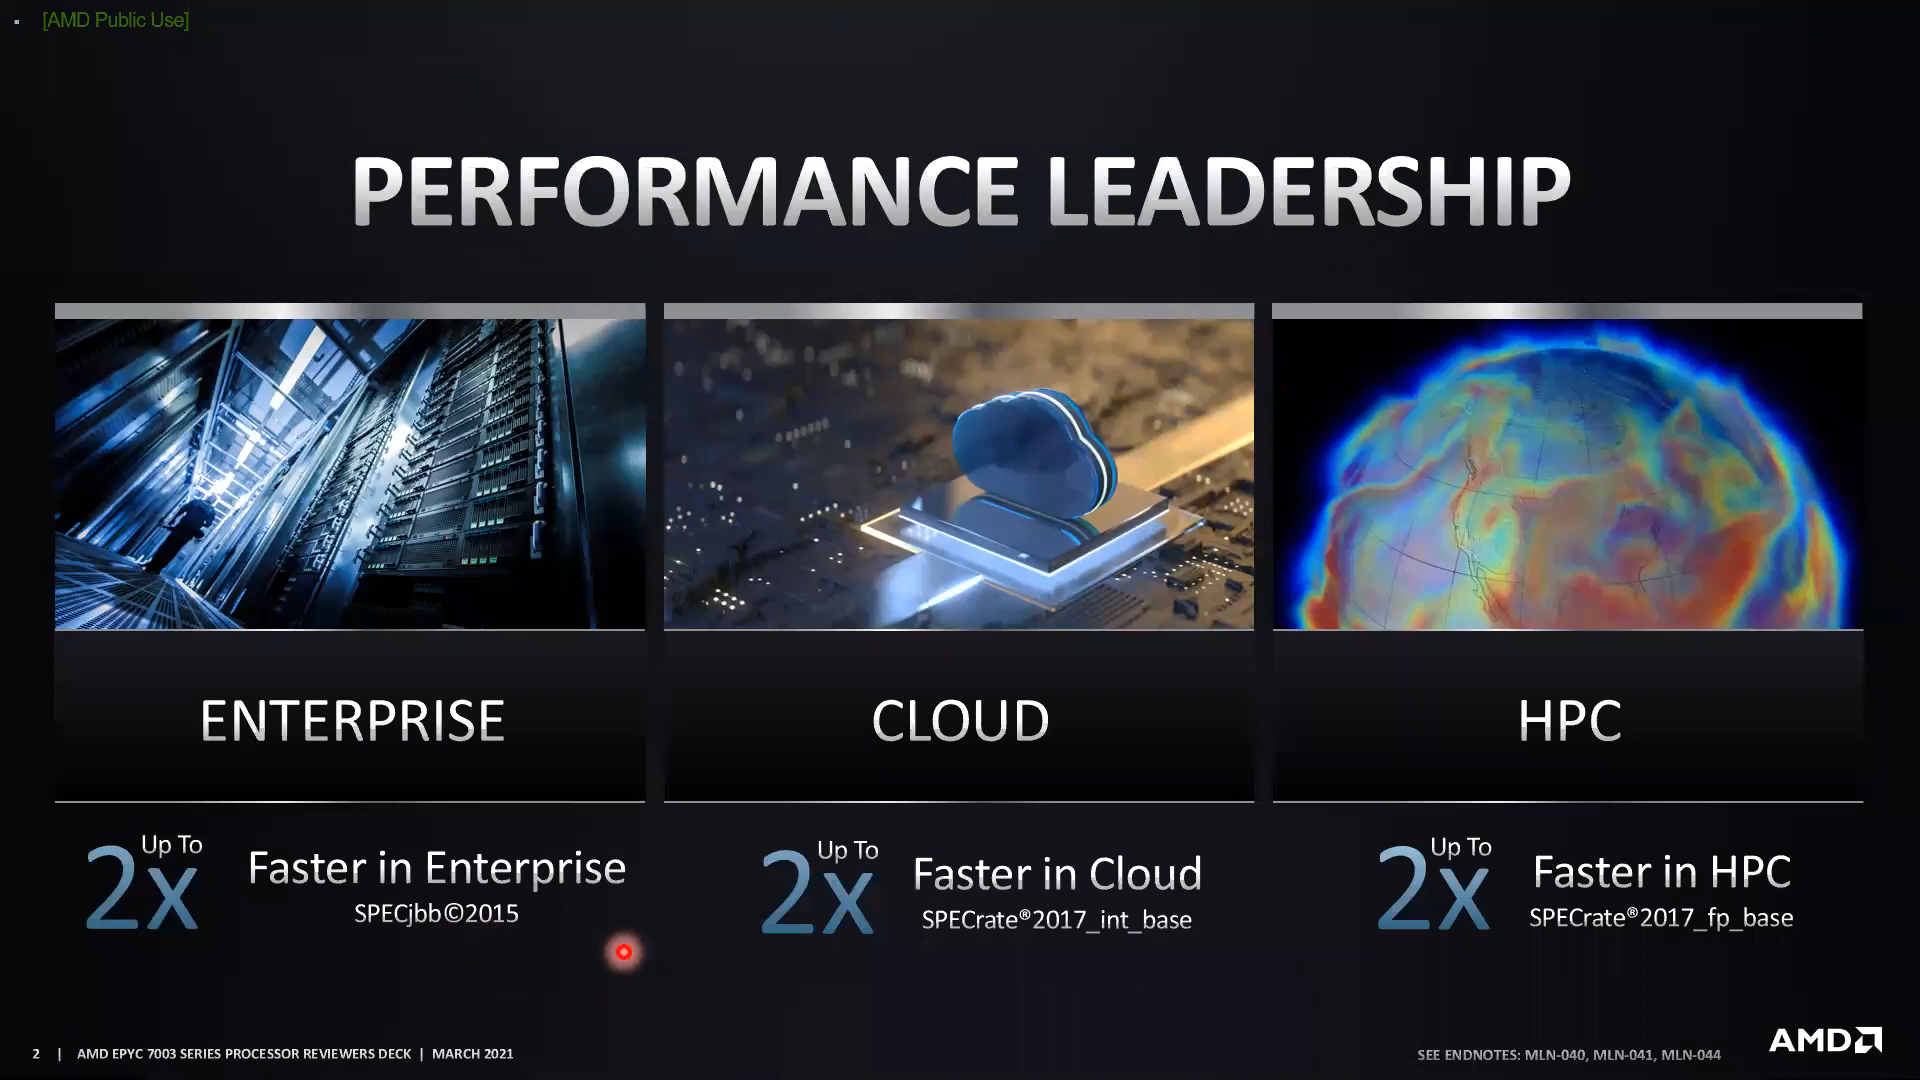 [AMD Public Use]
PERFORMANCE LEADERSHIP
ENTERPRISE
CLOUD
HPC
Up To
2x
Faster in Enterprise
SPECjbb©2015
Up To
2x
Faster in Cloud
SPECrate®2017_int_base
Up To
2x
Faster in HPC
SPECrate®2017_fp_base
2 | AMD EPYC 7003 SERIES PROCESSOR REVIEWERS DECK | MARCH 2021
SEE ENDNOTES: MLN-040, MLN-041, MLN-044
AMD